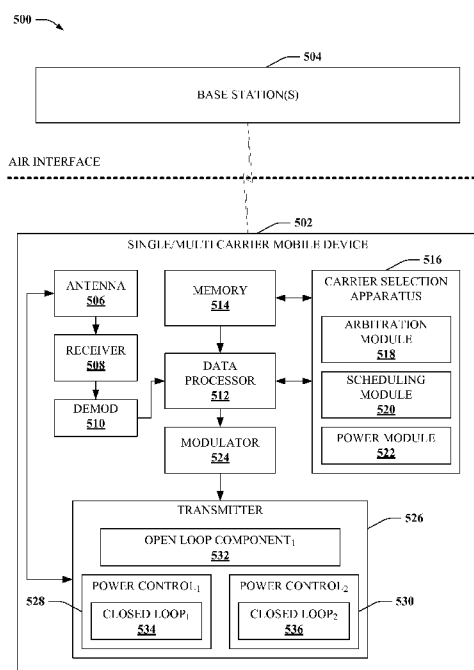 500
504
BASE STATION(S)
AIR INTERFACE
502
SINGLE/MULTI CARRIER MOBILE DEVICE
516
ANTENNA
506
MEMORY
514
CARRIER SELECTION
APPARATUS
ARBITRATION
MODULE
518
RECEIVER
508
DATA
PROCESSOR
512
SCHEDULING
MODULE
520
DEMOD
510
MODULATOR
524
POWER MODULE
522
TRANSMITTER
526
OPEN LOOP COMPONENT1
532
528
POWER CONTROL1
CLOSED LOOP1
534
POWER CONTROL2
530
CLOSED LOOP2
536